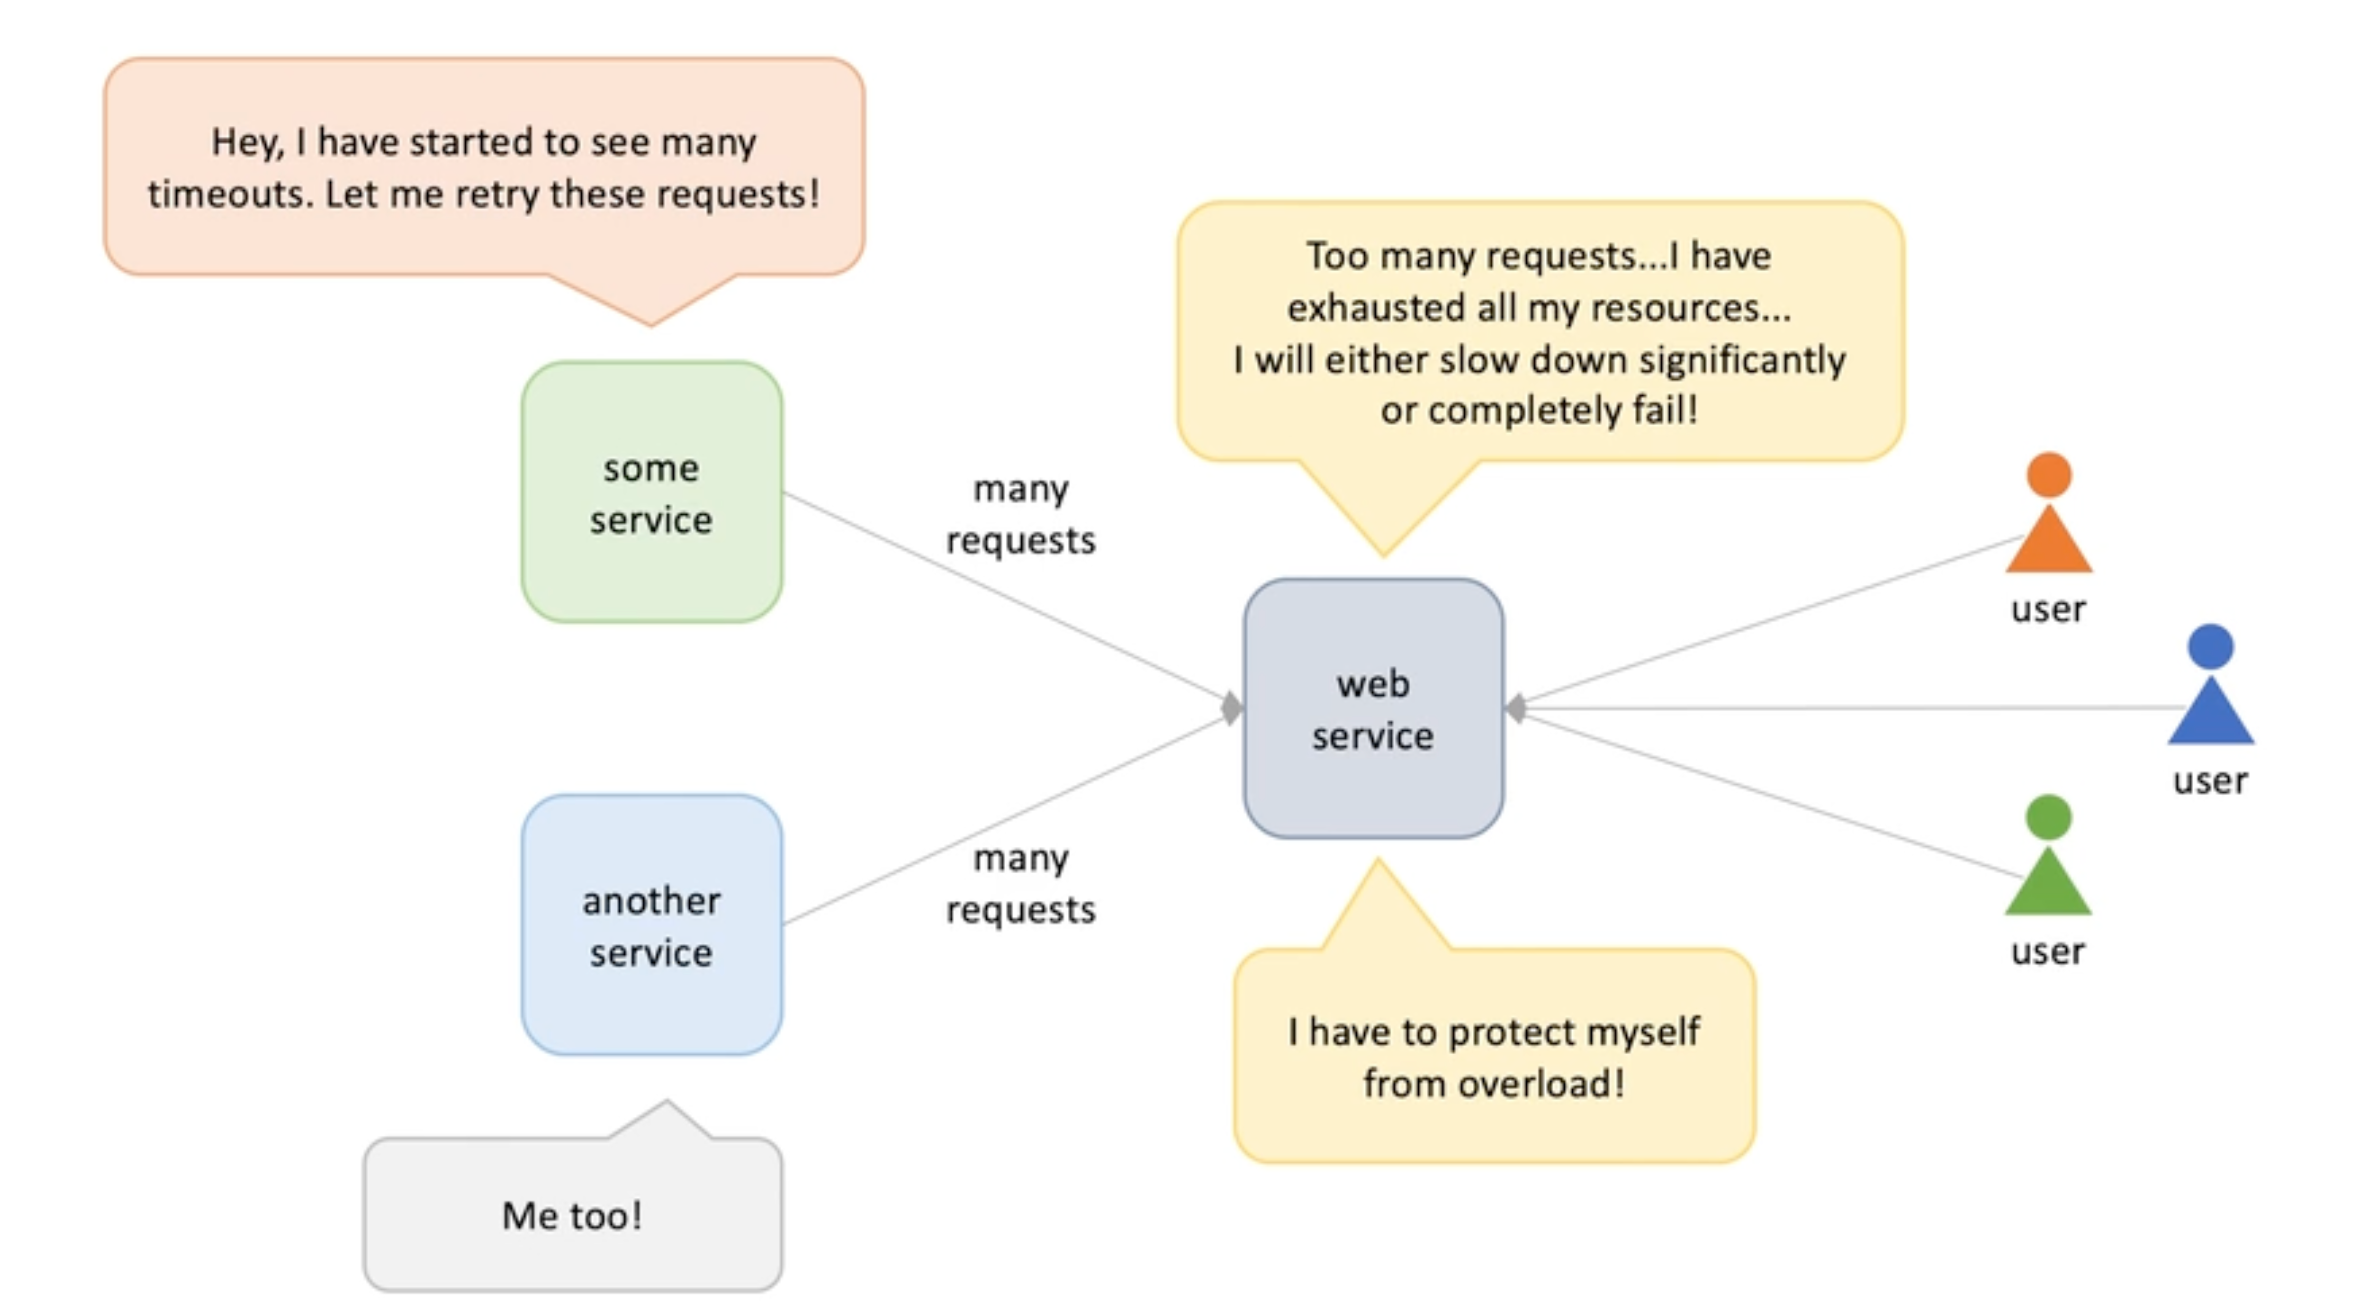 Hey, I have started to see many
timeouts. Let me retry these requests!
Too many requests...I have
exhausted all my resources...
I will either slow down significantly
or completely fail!
some
service
many
requests
user
web
service
user
another
service
many
requests
user
I have to protect myself
from overload!
Me too!